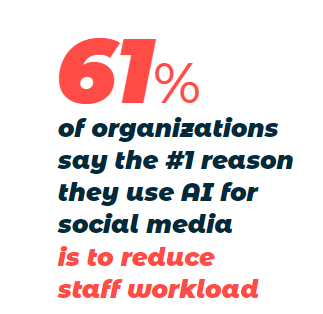 61%
of organizations
say the #1 reason
they use AI for
social media
is to reduce
staff workload